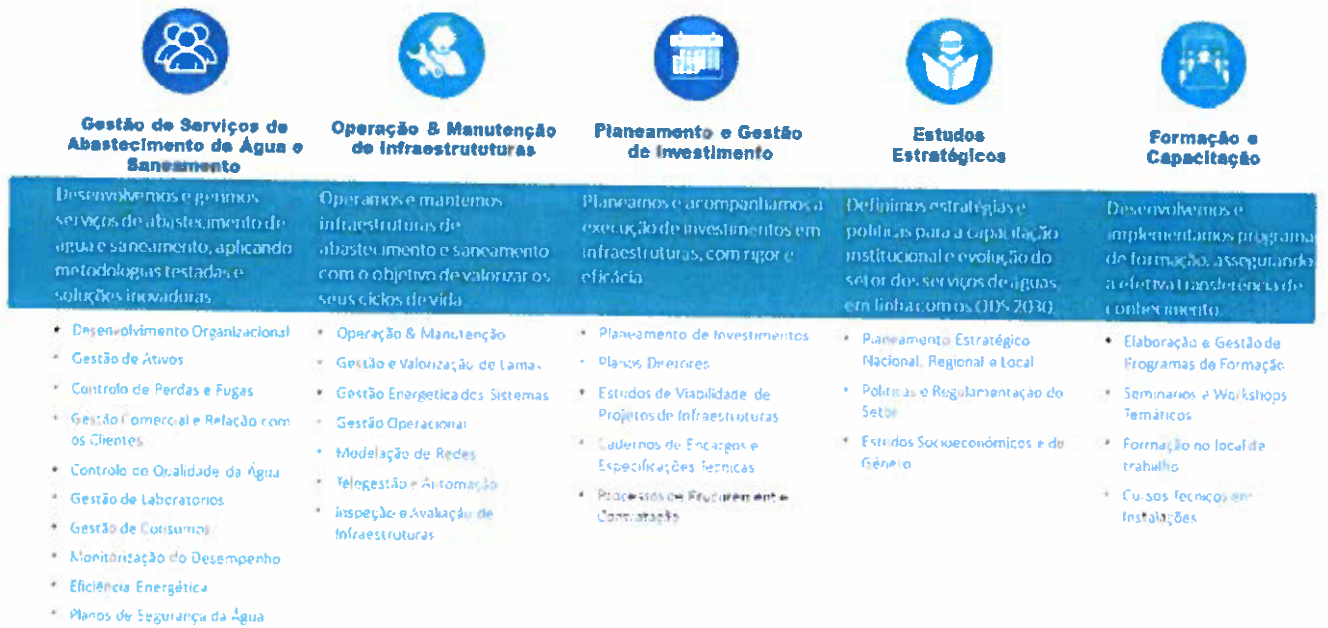 Gestão de Serviços de
Abastecimento de Água e
Saneamento
Desenvolvemos e gerimos
serviços de abastecimento de
água e saneamento, aplicando
metodologias testadas e
soluções inovadoras
Desenvolvimento Organizacional
Gestão de Ativos
Controlo de Perdas e Fugas
Gestão Comercial e Relação com
os Clientes
Controlo da Qualidade da Água
Gestão de Laboratórios
Gestão de Consumos
Monitorização do Desempenho
Eficiência Energética
Planos de Segurança da Água
Operação & Manutenção
de Infraestrututuras
Operamos e mantemos
infraestruturas de
abastecimento e saneamento
com o objetivo de valorizar os
seus ciclos de vida
Operação & Manutenção
Gestão e Valorização de Lamas
Gestão Energética dos Sistemas
Gestão Operacional
Modelação de Redes
Telegestão e Automação
Inspeção e Avaliação de
Infraestruturas
Planeamento e Gestão
de Investimento
Planeamos e acompanhamos a
execução de investimentos em
infraestruturas, com rigor e
eficácia
Planeamento de Investimentos
Planos Diretores
Estudos de Viabilidade de
Projetos de Infraestruturas
Cadernos de Encargos e
Especificações Técnicas
Processos de Procurement e
Contratação
Estudos
Estratégicos
Definimos estratégias e
políticas para a capacitação
institucional e evolução do
setor dos serviços de águas,
em linha com os ODS 2030
Planeamento Estratégico
Nacional, Regional e Local
Políticas e Regulamentação do
Setor
Estudos Socioeconómicos e de
Género
Formação e
Capacitação
Desenvolvemos e
implementamos programa
de formação, assegurando
a efetiva transferência de
conhecimento.
Elaboração e Gestão de
Programas de Formação
Seminários e Workshops
Temáticos
Formação no local de
trabalho
Cursos Técnicos em
Instalações